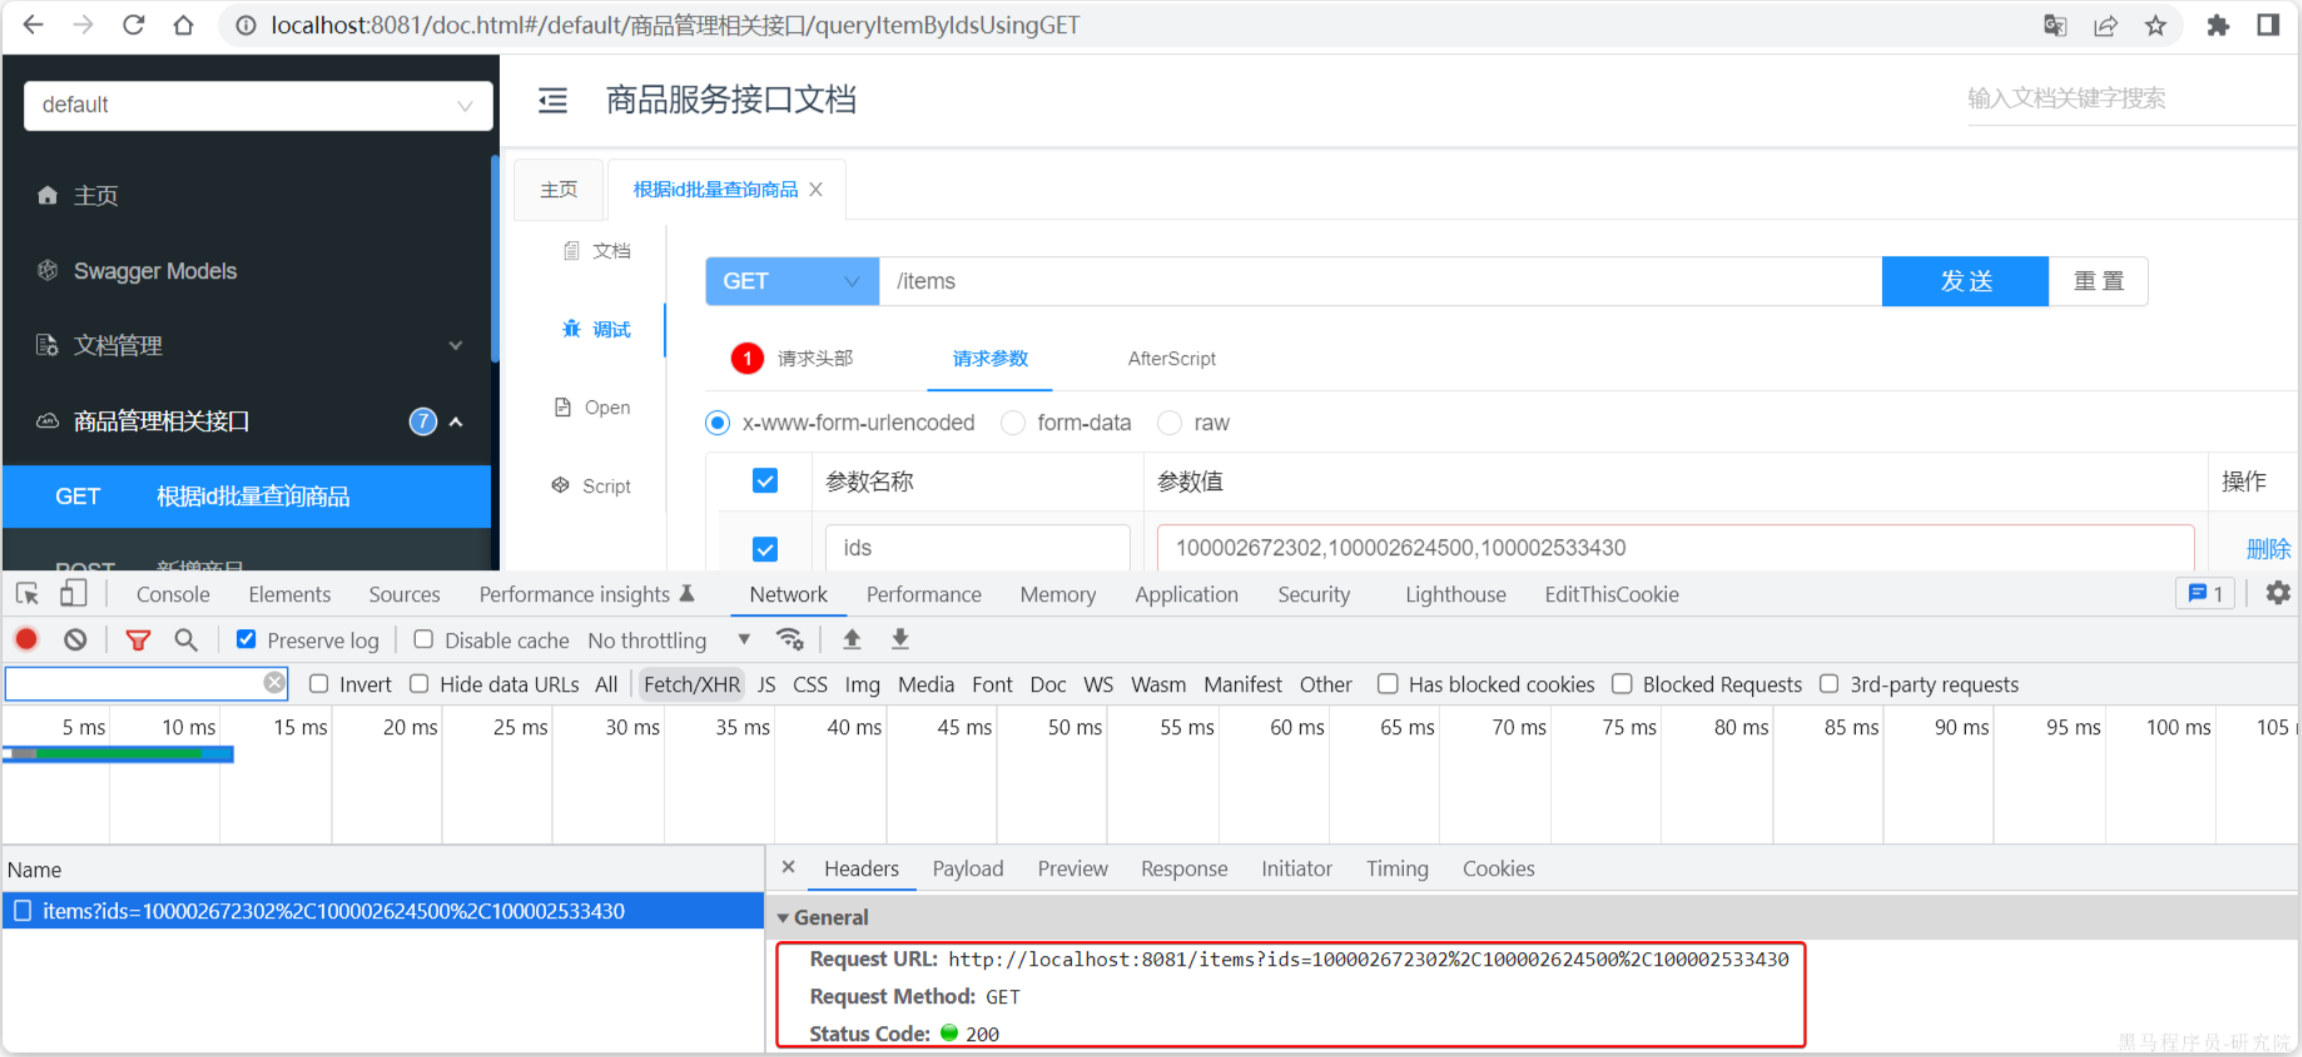 localhost:8081/doc.html#/default/商品管理相关接口/queryItemByIdsUsingGET
default
商品服务接口文档
输入文档关键字搜索
主页
Swagger Models
文档管理
商品管理相关接口 7
GET 根据id批量查询商品
POST 新增商品
主页 根据id批量查询商品
文档
调试
Open
Script
GET /items 发送 重置
1 请求头部 请求参数 AfterScript
x-www-form-urlencoded form-data raw
参数名称 参数值 操作
ids 100002672302,100002624500,100002533430 删除
Console Elements Sources Performance insights Network Performance Memory Application Security Lighthouse EditThisCookie 1
Preserve log Disable cache No throttling
Invert Hide data URLs All Fetch/XHR JS CSS Img Media Font Doc WS Wasm Manifest Other Has blocked cookies Blocked Requests 3rd-party requests
5 ms 10 ms 15 ms 20 ms 25 ms 30 ms 35 ms 40 ms 45 ms 50 ms 55 ms 60 ms 65 ms 70 ms 75 ms 80 ms 85 ms 90 ms 95 ms 100 ms 105
Name
items?ids=100002672302%2C100002624500%2C100002533430
Headers Payload Preview Response Initiator Timing Cookies
General
Request URL: http://localhost:8081/items?ids=100002672302%2C100002624500%2C100002533430
Request Method: GET
Status Code: 200
黑马程序员-研究院